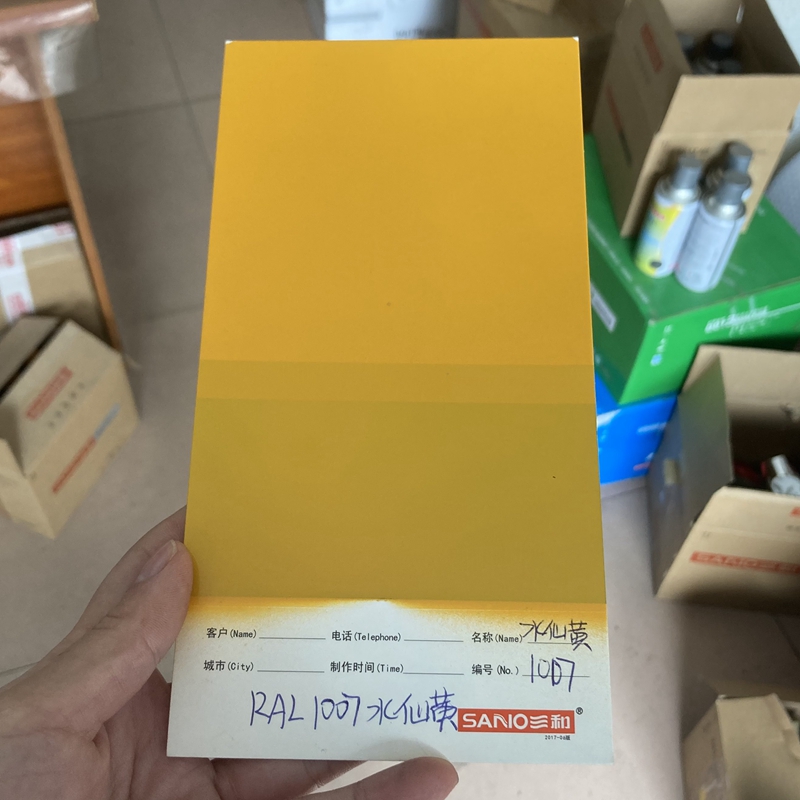 客户(Name) 电话(Telephone) 名称(Name) 水仙黄
城市(City) 制作时间(Time) 编号(No.) 1007
RAL 1007 水仙黄 SANO三和®
2017-06版